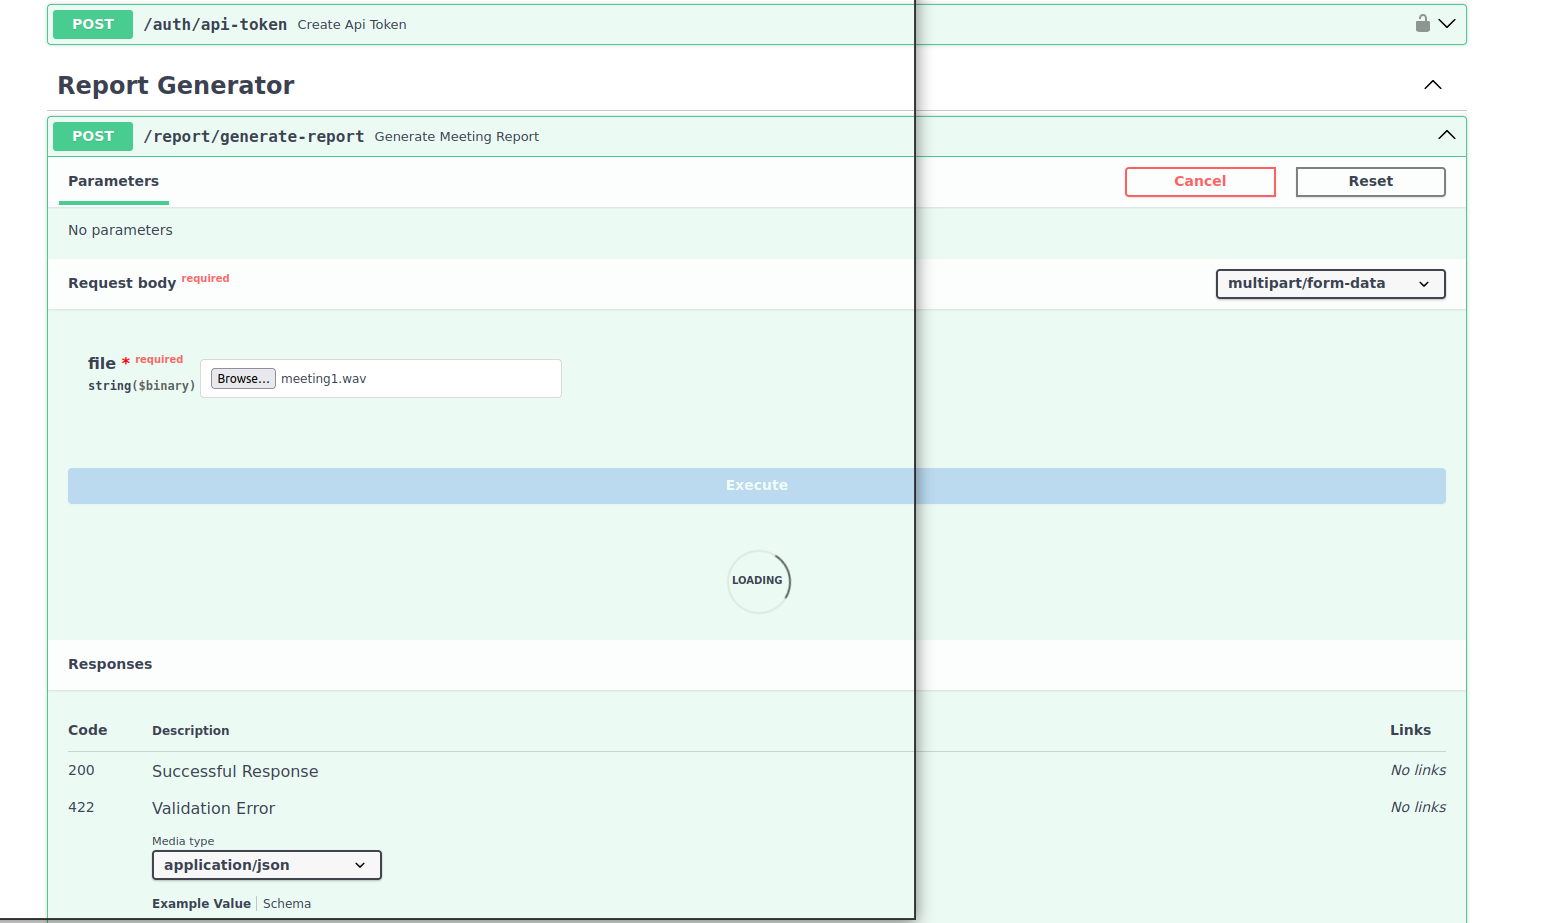 POST /auth/api-token Create Api Token
Report Generator
POST /report/generate-report Generate Meeting Report
Parameters Cancel Reset
No parameters
Request body required multipart/form-data
file * required
string($binary) Browse... meeting1.wav
Execute
LOADING
Responses
Code Description Links
200 Successful Response No links
422 Validation Error No links
Media type
application/json
Example Value Schema